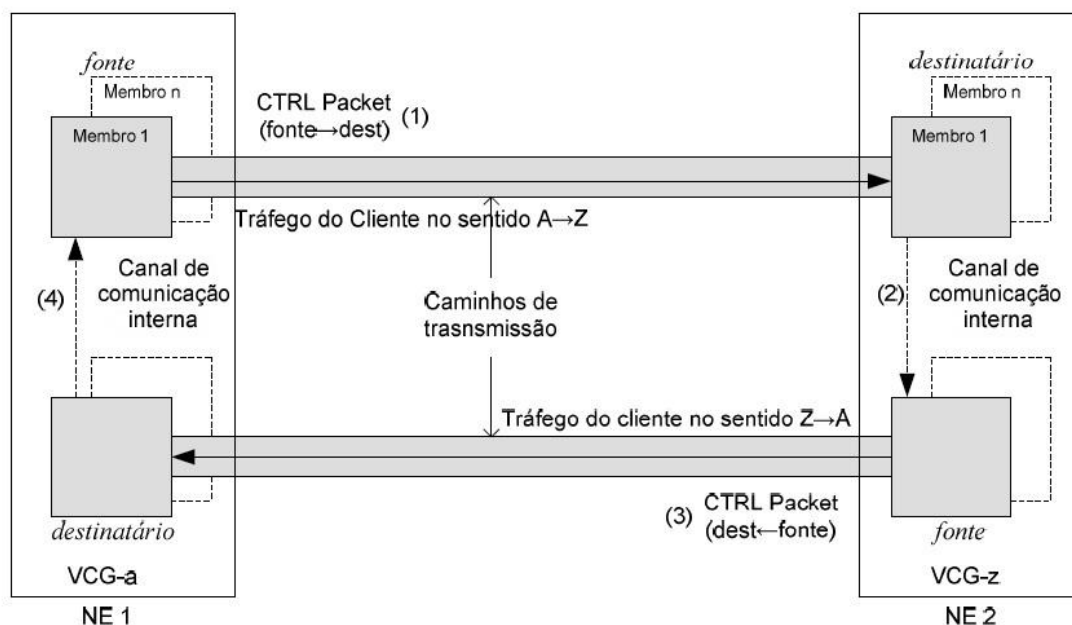 fonte
Membro n
Membro 1
CTRL Packet
(fonte→dest)
(1)
destinatário
Membro n
Membro 1
Tráfego do Cliente no sentido A→Z
(4)
Canal de
comunicação
interna
Caminhos de
trasnsmissão
(2)
Canal de
comunicação
interna
Tráfego do cliente no sentido Z→A
(3)
CTRL Packet
(dest←fonte)
destinatário
fonte
VCG-a
VCG-z
NE 1
NE 2